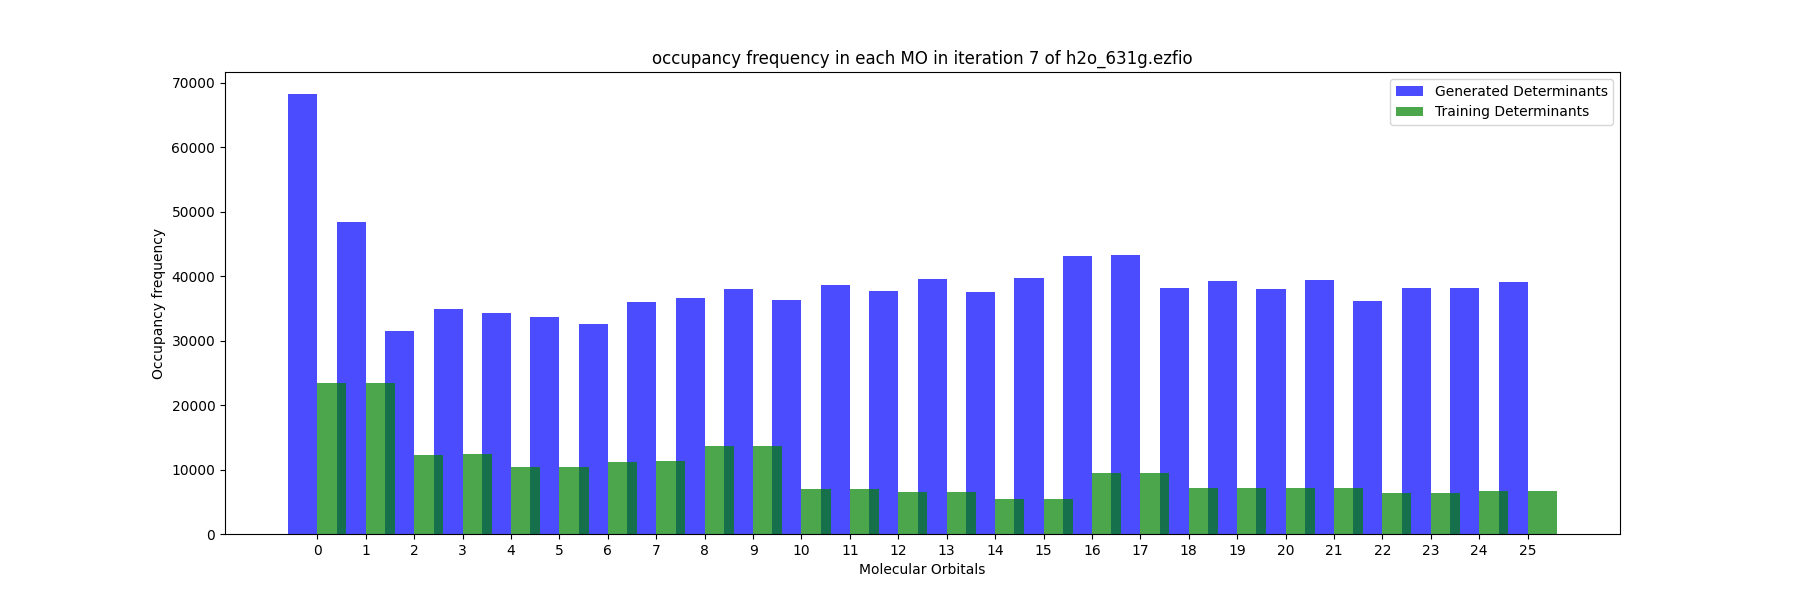 occupancy frequency in each MO in iteration 7 of h2o_631g.ezfio
Generated Determinants
Training Determinants
Occupancy frequency
70000
60000
50000
40000
30000
20000
10000
0
0 1 2 3 4 5 6 7 8 9 10 11 12 13 14 15 16 17 18 19 20 21 22 23 24 25
Molecular Orbitals